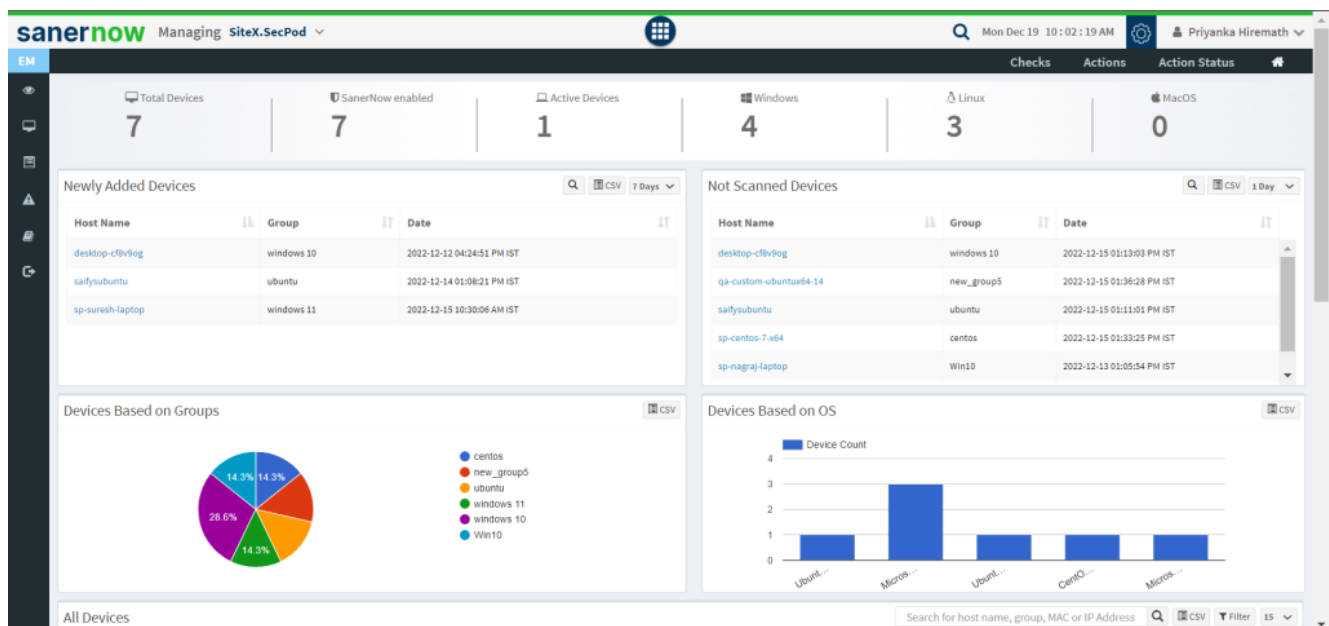 sanernow Managing SiteX.SecPod Mon Dec 19 10:02:19 AM Priyanka Hiremath
EM Checks Actions Action Status
Total Devices SanerNow enabled Active Devices Windows Linux MacOS
7 7 1 4 3 0
Newly Added Devices CSV 7 Days
Host Name Group Date
desktop-cf8v9og windows 10 2022-12-12 04:24:51 PM IST
saifysubuntu ubuntu 2022-12-14 01:08:21 PM IST
sp-suresh-laptop windows 11 2022-12-15 10:30:06 AM IST
Not Scanned Devices CSV 1 Day
Host Name Group Date
desktop-cf8v9og windows 10 2022-12-15 01:13:03 PM IST
qa-custom-ubuntux64-14 new_group5 2022-12-15 01:36:28 PM IST
saifysubuntu ubuntu 2022-12-15 01:11:01 PM IST
sp-centos-7-x64 centos 2022-12-15 01:33:25 PM IST
sp-nagraj-laptop Win10 2022-12-13 01:05:54 PM IST
Devices Based on Groups CSV
14.3% 14.3%
28.6%
14.3%
centos
new_group5
ubuntu
windows 11
windows 10
Win10
Devices Based on OS CSV
Device Count
4
3
2
1
0
Ubunt... Micros... Ubunt... CentO... Micros...
All Devices Search for host name, group, MAC or IP Address CSV Filter 15